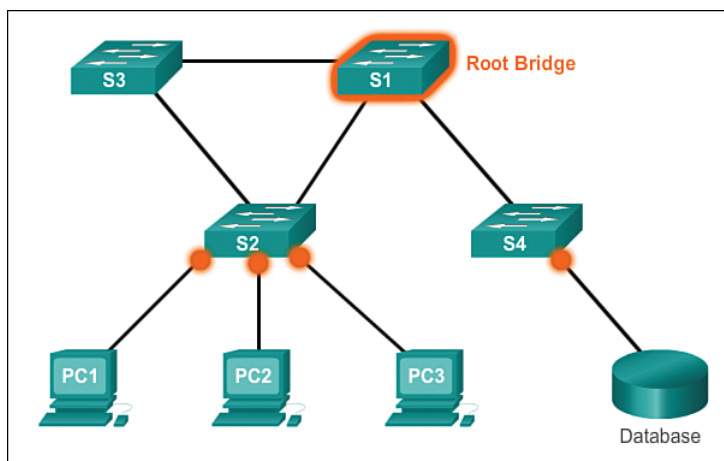 S3
S1
Root Bridge
S2
S4
PC1
PC2
PC3
Database